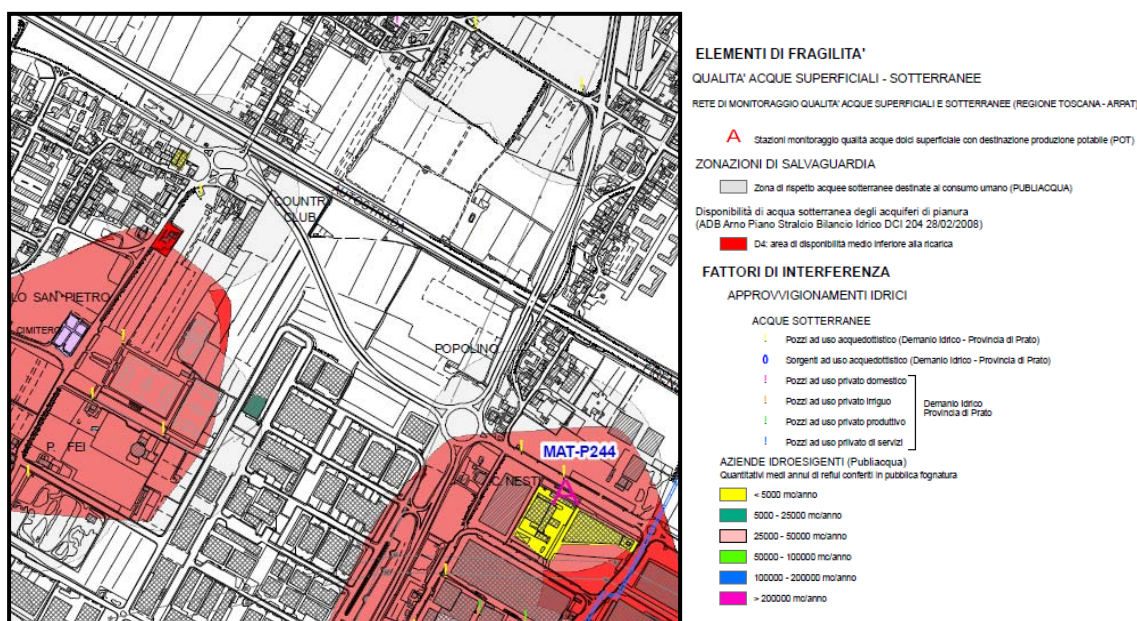 COUNTRY
CLUB
LO SAN PIETRO
CIMITERO
POPOLINO
P. FEI
MAT-P244
C. NESTI
A
ELEMENTI DI FRAGILITA'
QUALITA' ACQUE SUPERFICIALI - SOTTERRANEE
RETE DI MONITORAGGIO QUALITA' ACQUE SUPERFICIALI E SOTTERRANEE (REGIONE TOSCANA - ARPAT)
A Stazioni monitoraggio qualità acque dolci superficiale con destinazione produzione potabile (POT)
ZONAZIONI DI SALVAGUARDIA
Zona di rispetto acquee sotterranee destinate al consumo umano (PUBLIACQUA)
Disponibilità di acqua sotterranea degli acquiferi di pianura
(ADB Arno Piano Stralcio Bilancio Idrico DCI 204 28/02/2008)
D4: area di disponibilità medio inferiore alla ricarica
FATTORI DI INTERFERENZA
APPROVVIGIONAMENTI IDRICI
ACQUE SOTTERRANEE
Pozzi ad uso acquedottistico (Demanio Idrico - Provincia di Prato)
Sorgenti ad uso acquedottistico (Demanio Idrico - Provincia di Prato)
Pozzi ad uso privato domestico
Pozzi ad uso privato irriguo
Pozzi ad uso privato produttivo
Pozzi ad uso privato di servizi
Demanio Idrico
Provincia di Prato
AZIENDE IDROESIGENTI (Publiacqua)
Quantitativi medi annui di reflui conferiti in pubblica fognatura
< 5000 mc/anno
5000 - 25000 mc/anno
25000 - 50000 mc/anno
50000 - 100000 mc/anno
100000 - 200000 mc/anno
> 200000 mc/anno